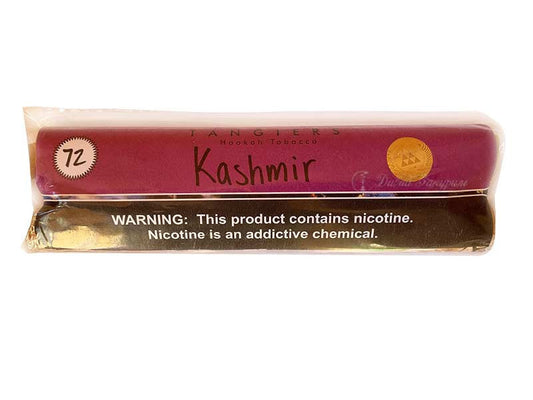 TANGIERS
Hookah Tobacco
72
Kashmir
WARNING: This product contains nicotine.
Nicotine is an addictive chemical.